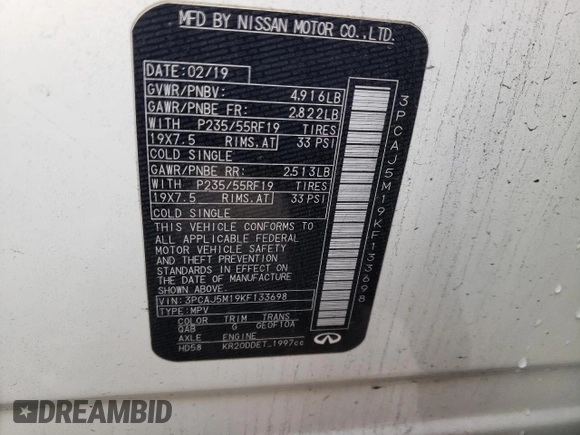 MFD BY NISSAN MOTOR CO.,LTD.
DATE: 02/19
GVWR/PNBV: 4,916LB
GAWR/PNBE FR: 2,822LB
WITH P235/55RF19 TIRES
19X7.5 RIMS.AT 33 PSI
COLD SINGLE
GAWR/PNBE RR: 2,513LB
WITH P235/55RF19 TIRES
19X7.5 RIMS.AT 33 PSI
COLD SINGLE
THIS VEHICLE CONFORMS TO
ALL APPLICABLE FEDERAL
MOTOR VEHICLE SAFETY
AND THEFT PREVENTION
STANDARDS IN EFFECT ON
THE DATE OF MANUFACTURE
SHOWN ABOVE.
VIN: 3PCAJ5M19KF133698
TYPE: MPV
COLOR TRIM TRANS
QAB G GE0F10A
AXLE ENGINE
HD58 KR20DDET 1997cc
INFINITI
3PCAJ5M19KF133698
DREAMBID